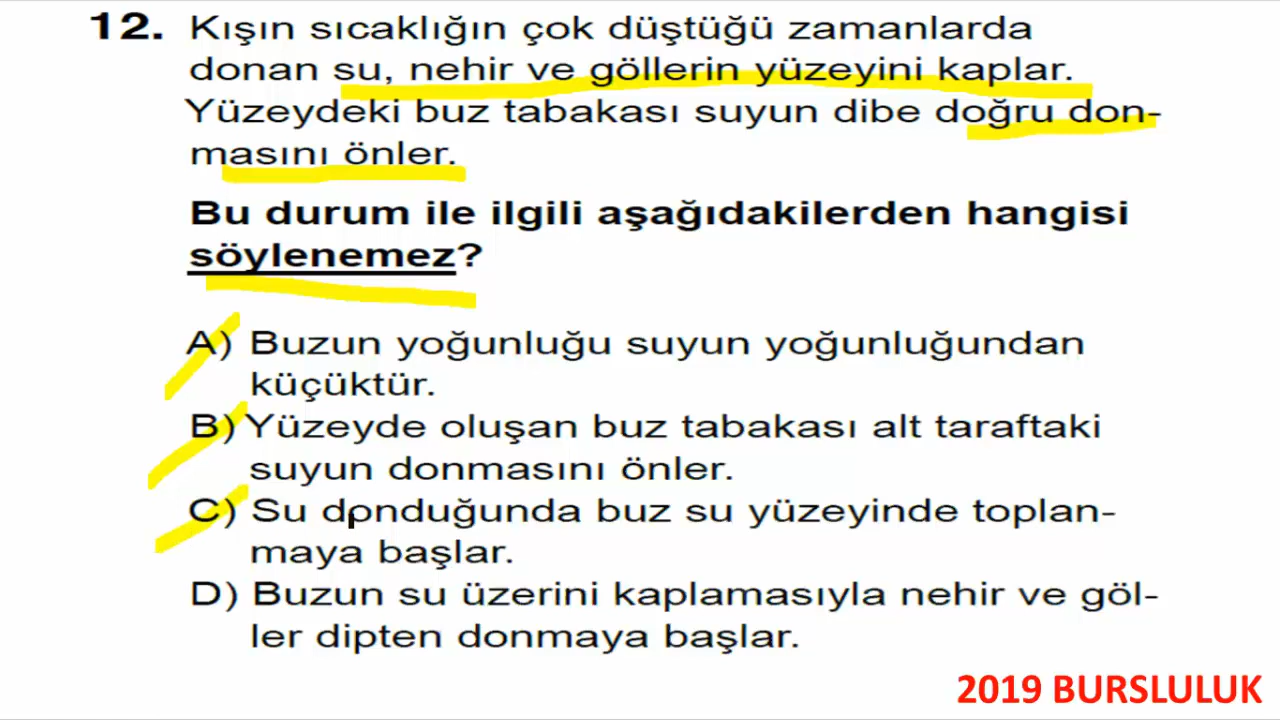 12. Kışın sıcaklığın çok düştüğü zamanlarda
donan su, nehir ve göllerin yüzeyini kaplar.
Yüzeydeki buz tabakası suyun dibe doğru don-
masını önler.
Bu durum ile ilgili aşağıdakilerden hangisi
söylenemez?
A) Buzun yoğunluğu suyun yoğunluğundan
küçüktür.
B) Yüzeyde oluşan buz tabakası alt taraftaki
suyun donmasını önler.
C) Su donduğunda buz su yüzeyinde toplan-
maya başlar.
D) Buzun su üzerini kaplamasıyla nehir ve göl-
ler dipten donmaya başlar.
2019 BURSLULUK